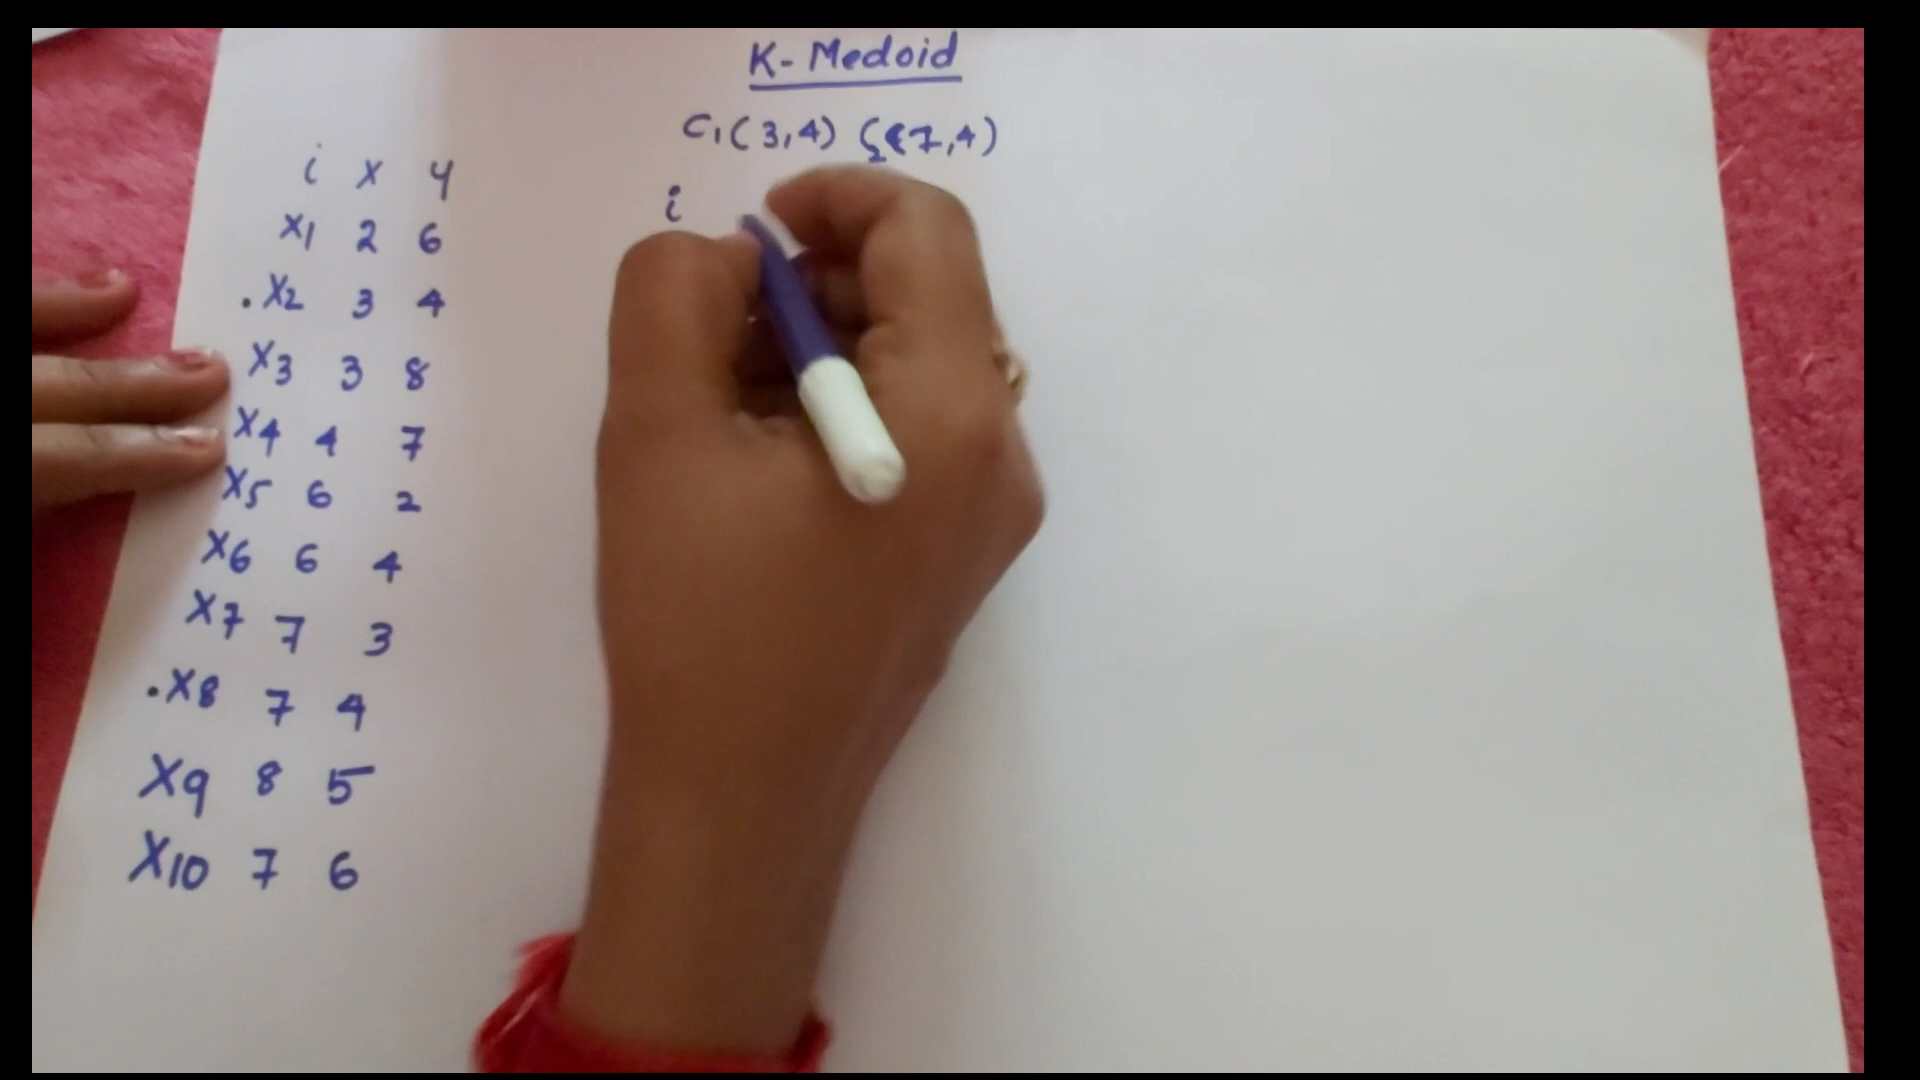 K- Medoid
C1(3,4) C2(7,4)
i x y
X1 2 6
.X2 3 4
X3 3 8
X4 4 7
X5 6 2
X6 6 4
X7 7 3
.X8 7 4
X9 8 5
X10 7 6
i